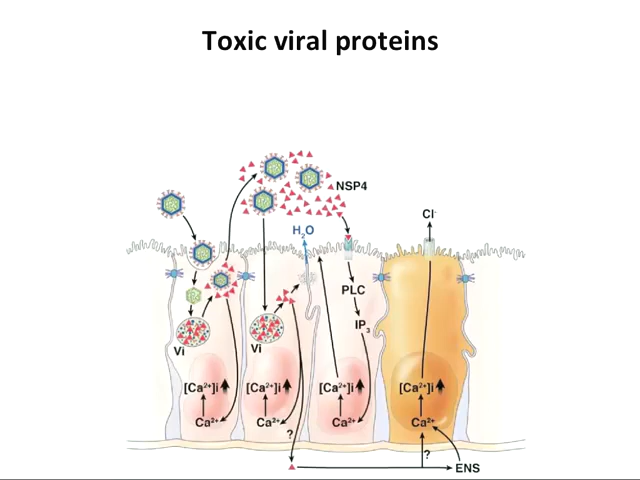 Toxic viral proteins
NSP4
Cl⁻
H₂O
PLC
IP₃
Vi
Vi
[Ca²⁺]i
[Ca²⁺]i
[Ca²⁺]i
[Ca²⁺]i
Ca²⁺
Ca²⁺
Ca²⁺
Ca²⁺
?
?
ENS